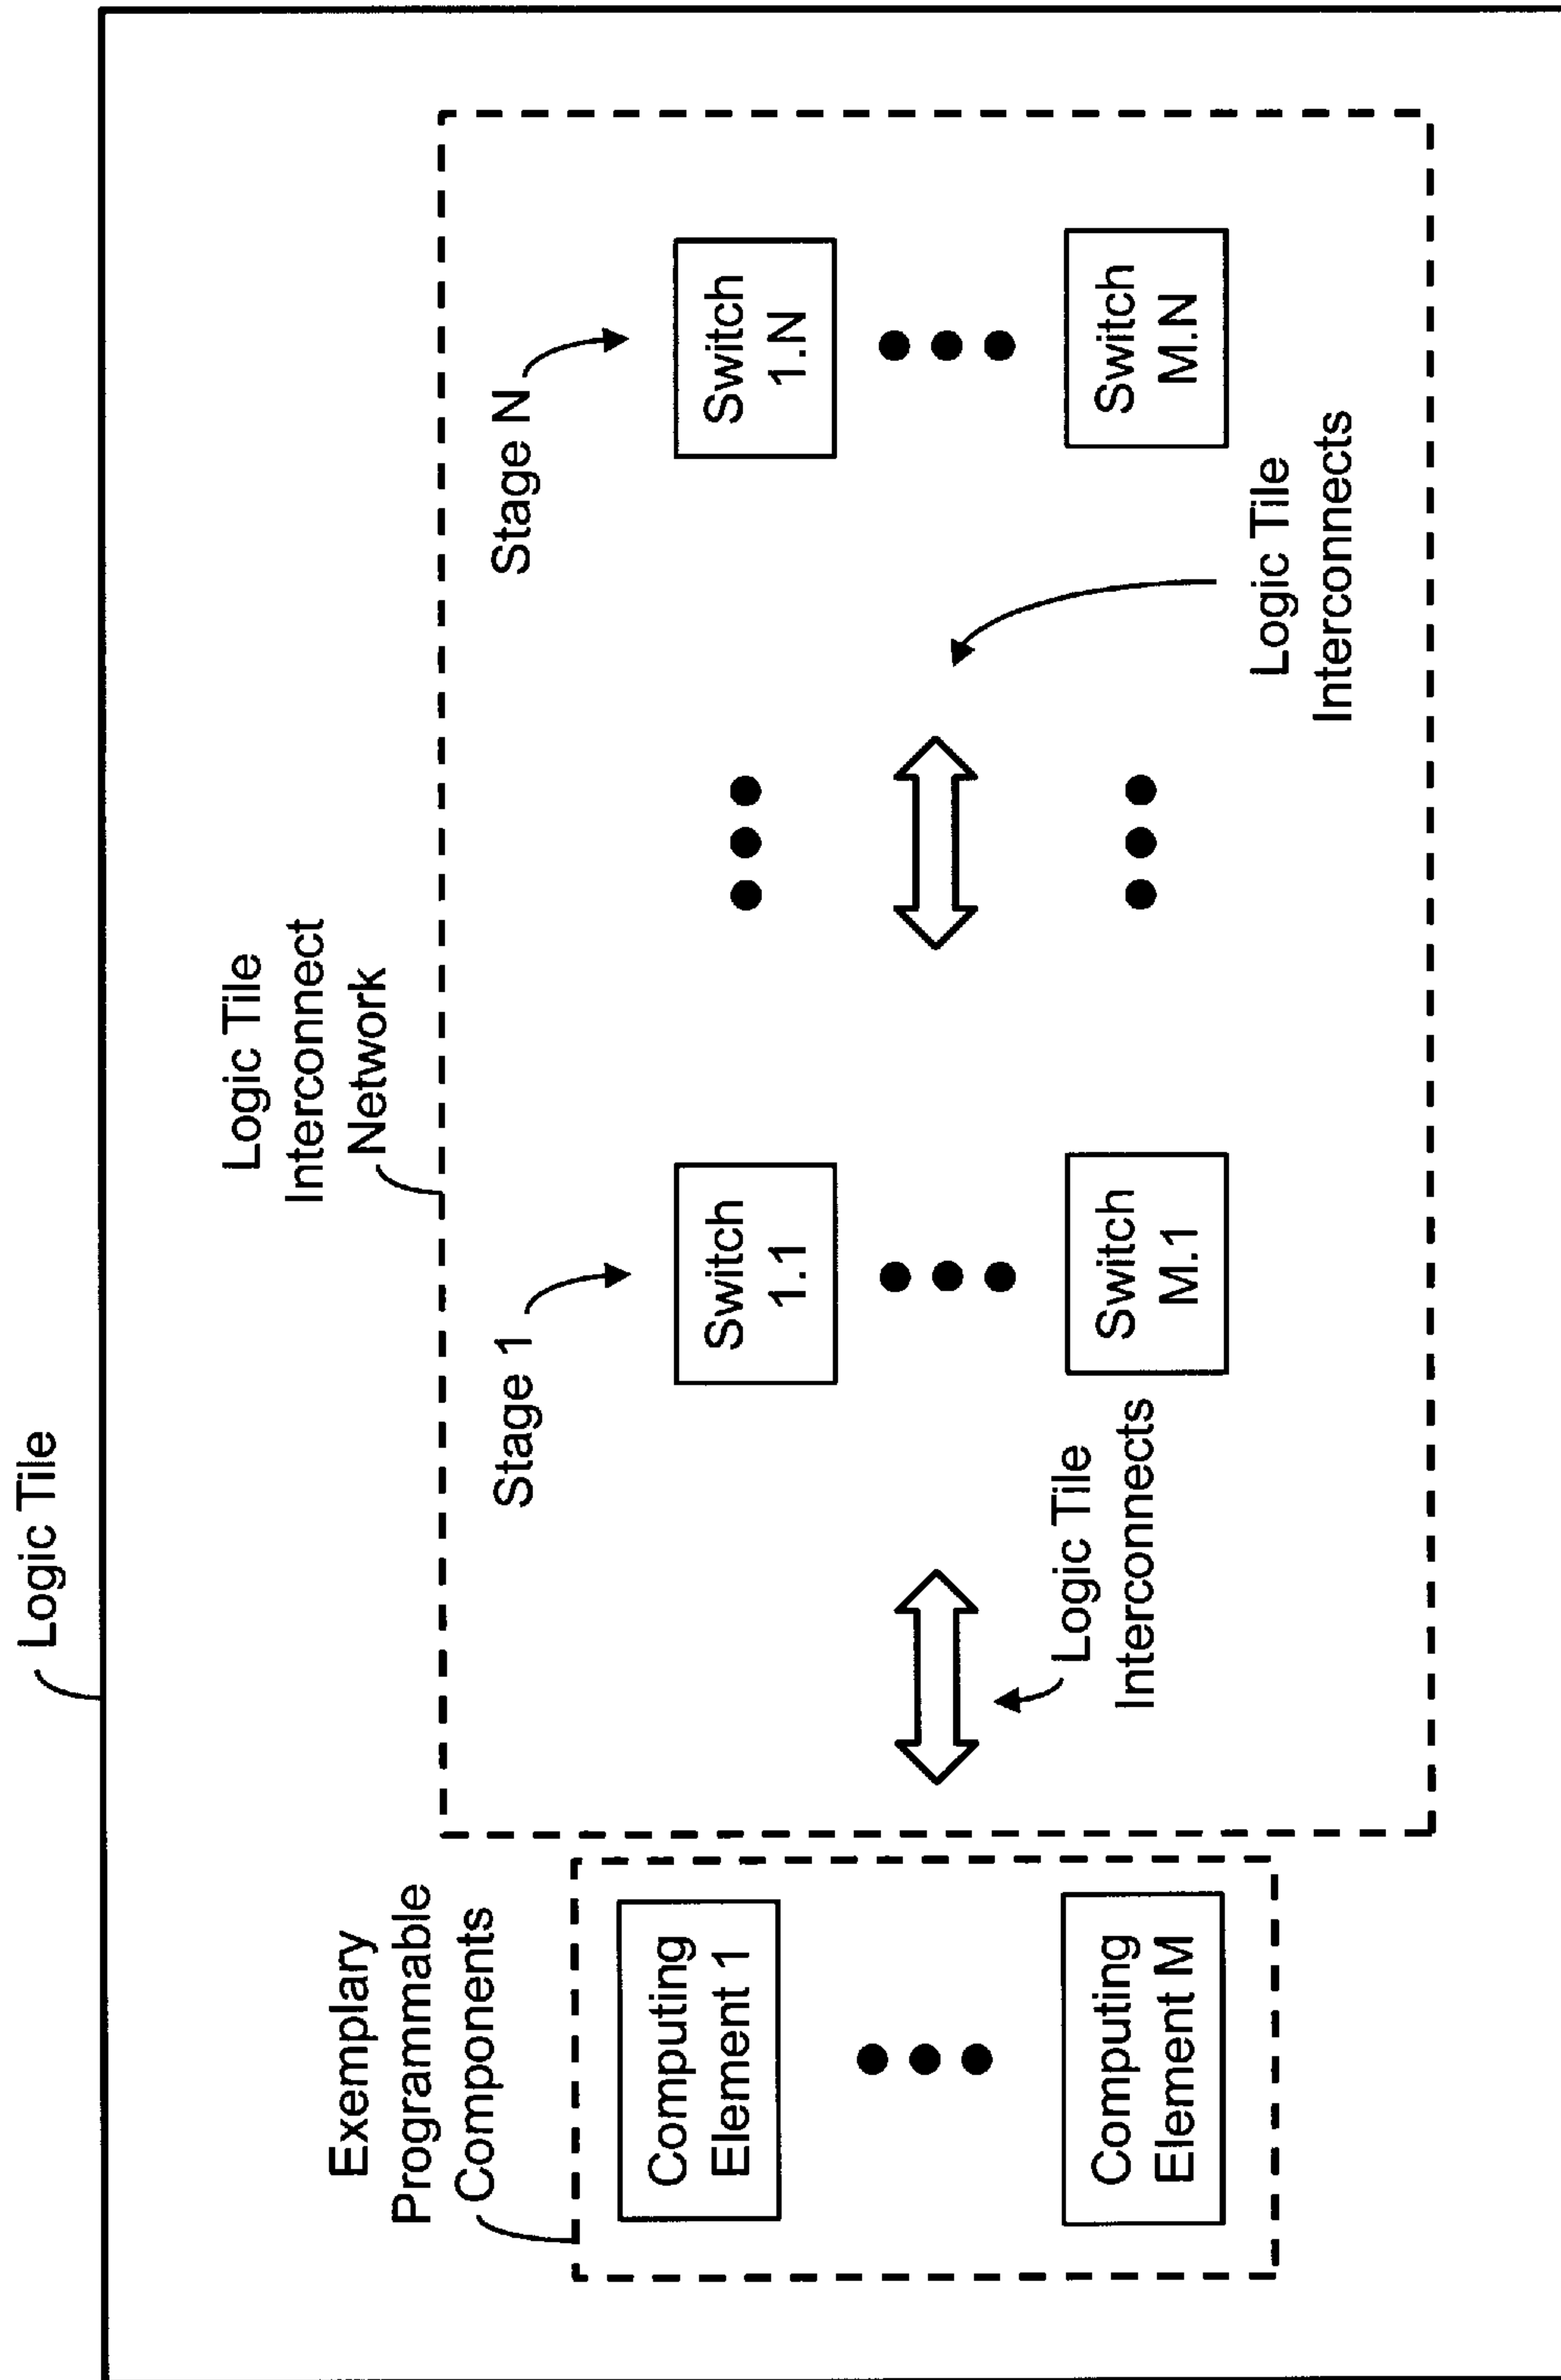 Logic Tile
Logic Tile
Interconnect
Network
Exemplary
Programmable
Components
Stage 1
Stage N
Computing
Element 1
Switch
1.1
Switch
1.N
Computing
Element M
Switch
M.1
Switch
M.N
Logic Tile
Interconnects
Logic Tile
Interconnects